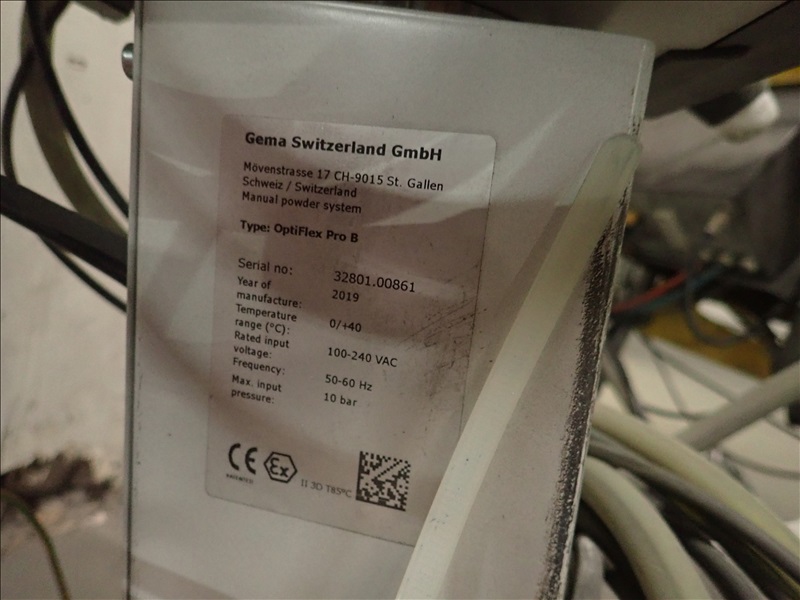 Gema Switzerland GmbH
Mövenstrasse 17 CH-9015 St. Gallen
Schweiz / Switzerland
Manual powder system
Type: OptiFlex Pro B
Serial no: 32801.00861
Year of manufacture: 2019
Temperature range (°C): 0/+40
Rated input voltage: 100-240 VAC
Frequency: 50-60 Hz
Max. input pressure: 10 bar
CE Ex II 3D T85°C